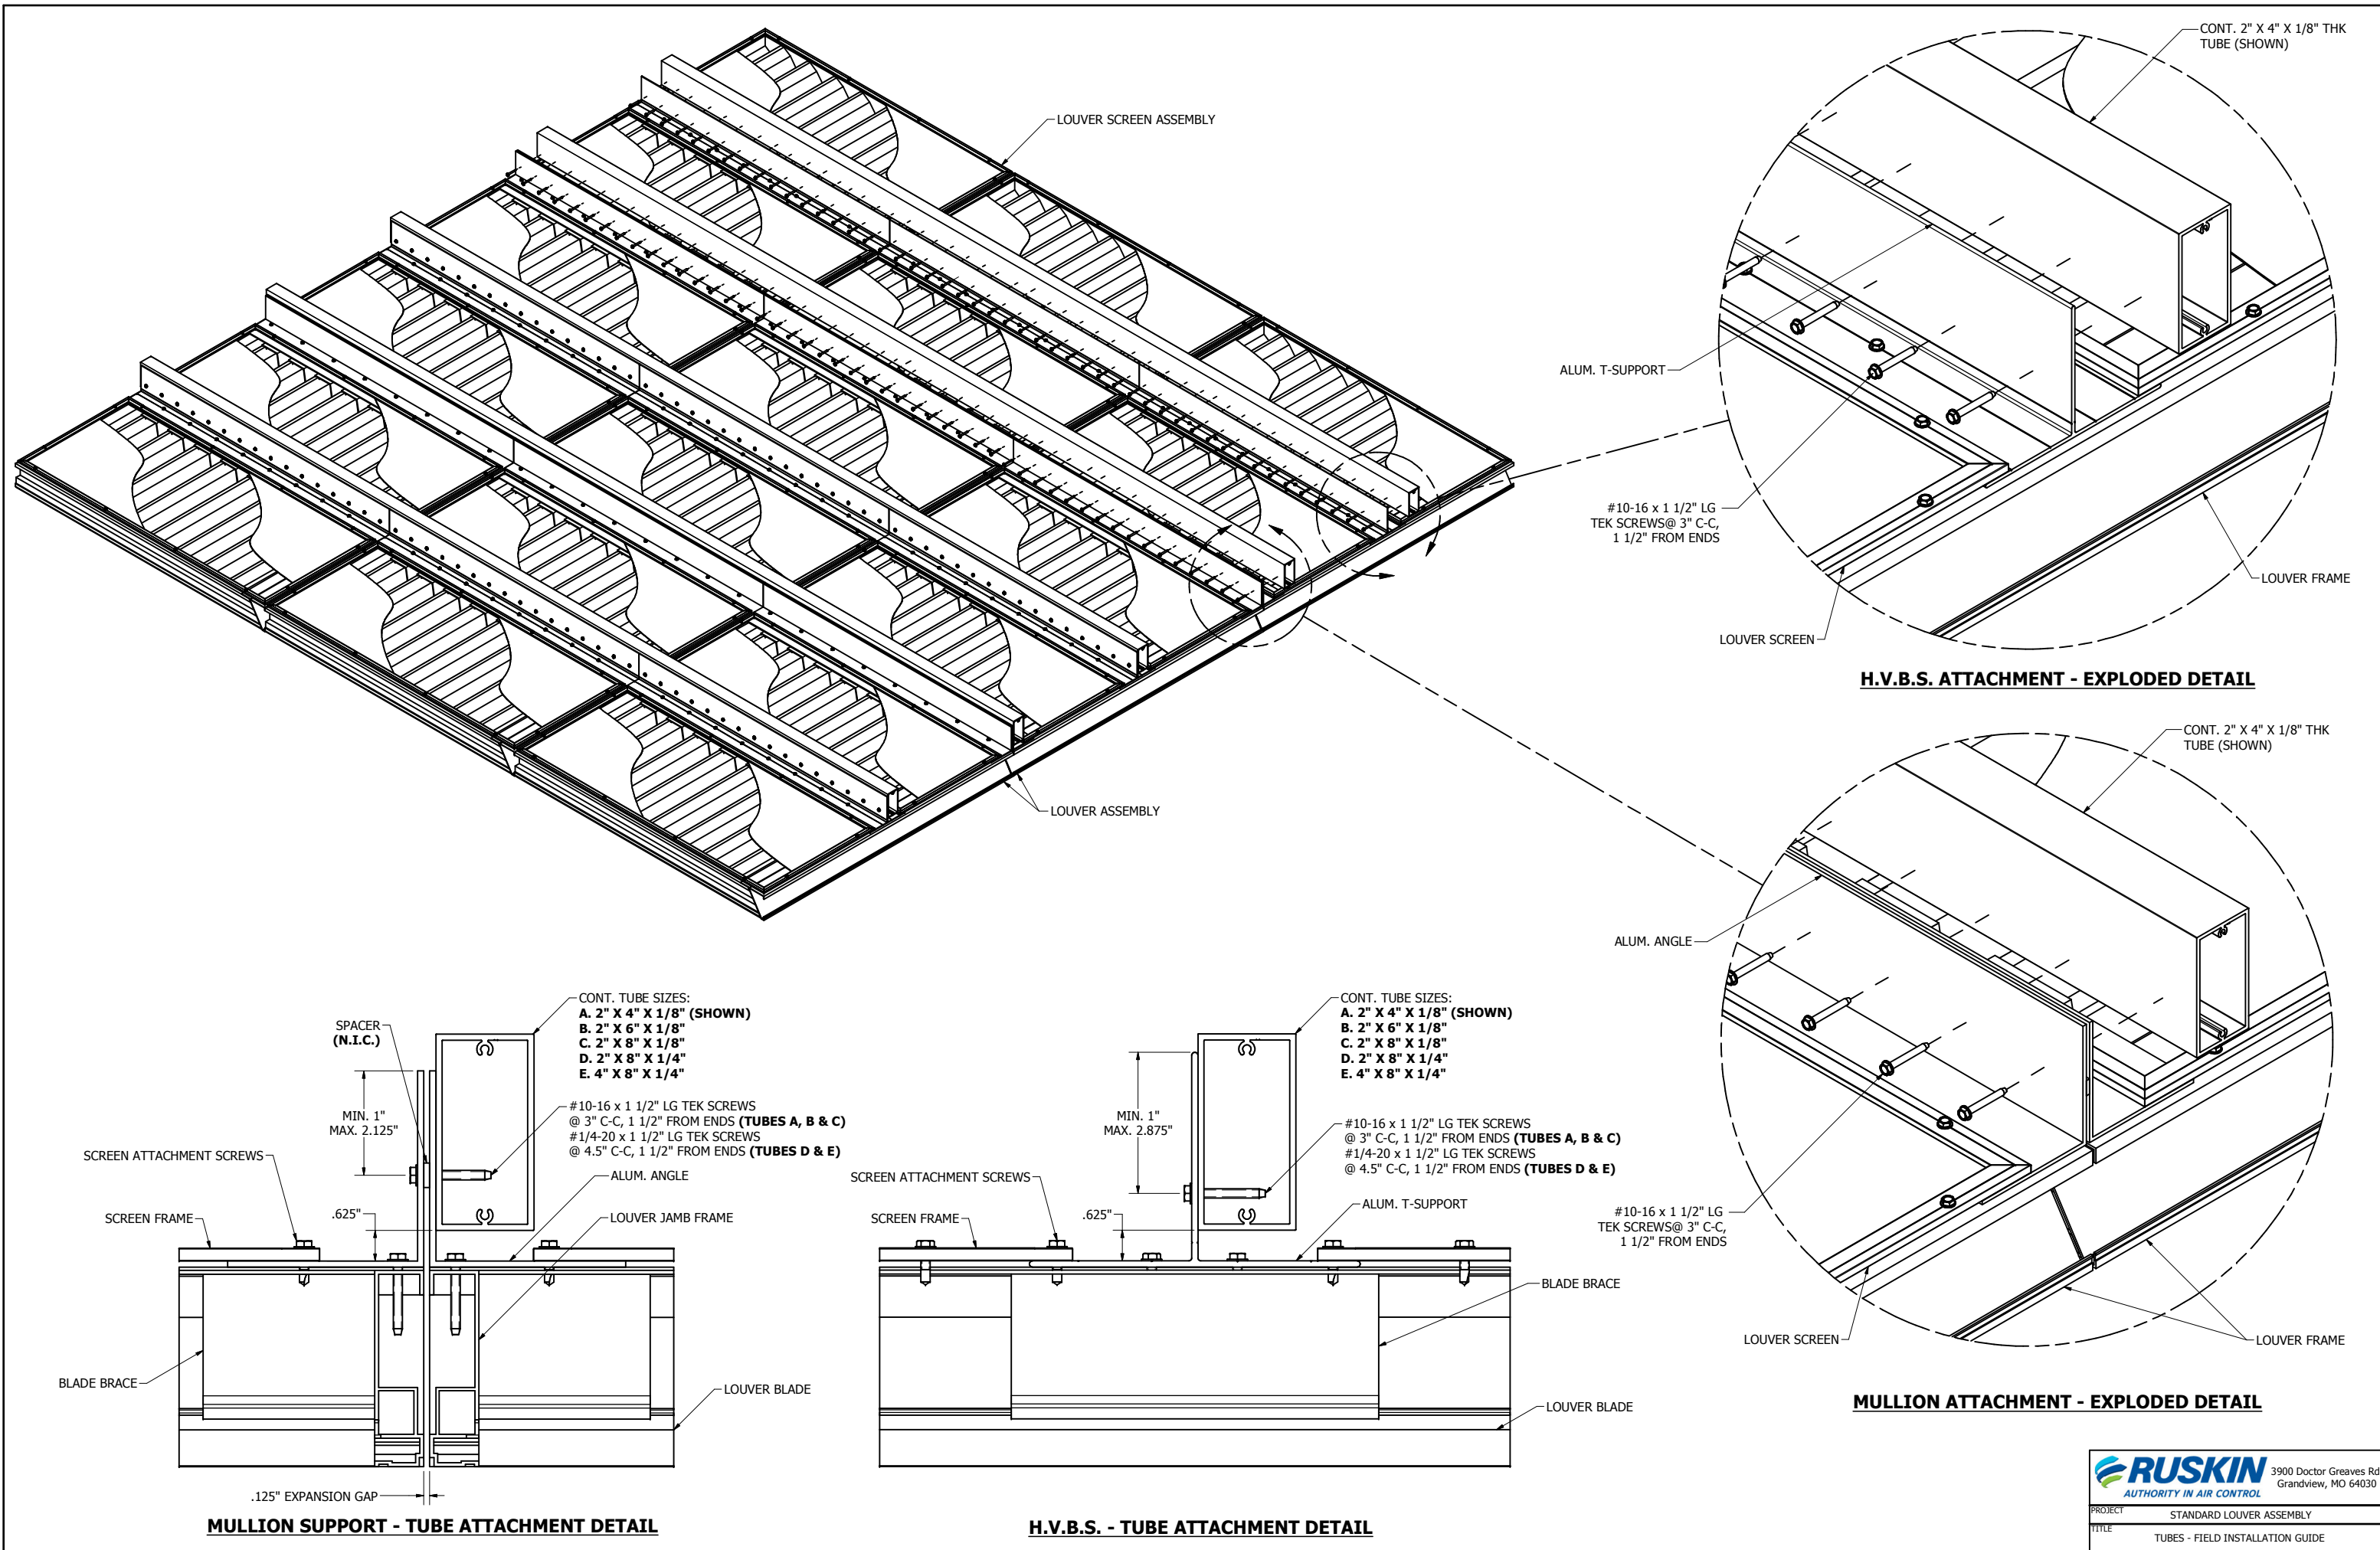 LOUVER SCREEN ASSEMBLY
LOUVER ASSEMBLY
CONT. 2" X 4" X 1/8" THK
TUBE (SHOWN)
ALUM. T-SUPPORT
#10-16 x 1 1/2" LG
TEK SCREWS@ 3" C-C,
1 1/2" FROM ENDS
LOUVER FRAME
LOUVER SCREEN
H.V.B.S. ATTACHMENT - EXPLODED DETAIL
CONT. 2" X 4" X 1/8" THK
TUBE (SHOWN)
ALUM. ANGLE
#10-16 x 1 1/2" LG
TEK SCREWS@ 3" C-C,
1 1/2" FROM ENDS
LOUVER SCREEN
LOUVER FRAME
MULLION ATTACHMENT - EXPLODED DETAIL
CONT. TUBE SIZES:
A. 2" X 4" X 1/8" (SHOWN)
B. 2" X 6" X 1/8"
C. 2" X 8" X 1/8"
D. 2" X 8" X 1/4"
E. 4" X 8" X 1/4"
SPACER
(N.I.C.)
MIN. 1"
MAX. 2.125"
#10-16 x 1 1/2" LG TEK SCREWS
@ 3" C-C, 1 1/2" FROM ENDS (TUBES A, B & C)
#1/4-20 x 1 1/2" LG TEK SCREWS
@ 4.5" C-C, 1 1/2" FROM ENDS (TUBES D & E)
SCREEN ATTACHMENT SCREWS
ALUM. ANGLE
SCREEN FRAME
.625"
LOUVER JAMB FRAME
BLADE BRACE
LOUVER BLADE
.125" EXPANSION GAP
MULLION SUPPORT - TUBE ATTACHMENT DETAIL
CONT. TUBE SIZES:
A. 2" X 4" X 1/8" (SHOWN)
B. 2" X 6" X 1/8"
C. 2" X 8" X 1/8"
D. 2" X 8" X 1/4"
E. 4" X 8" X 1/4"
MIN. 1"
MAX. 2.875"
#10-16 x 1 1/2" LG TEK SCREWS
@ 3" C-C, 1 1/2" FROM ENDS (TUBES A, B & C)
#1/4-20 x 1 1/2" LG TEK SCREWS
@ 4.5" C-C, 1 1/2" FROM ENDS (TUBES D & E)
SCREEN ATTACHMENT SCREWS
ALUM. T-SUPPORT
SCREEN FRAME
.625"
BLADE BRACE
LOUVER BLADE
H.V.B.S. - TUBE ATTACHMENT DETAIL
RUSKIN
AUTHORITY IN AIR CONTROL
3900 Doctor Greaves Rd
Grandview, MO 64030
PROJECT
STANDARD LOUVER ASSEMBLY
TITLE
TUBES - FIELD INSTALLATION GUIDE